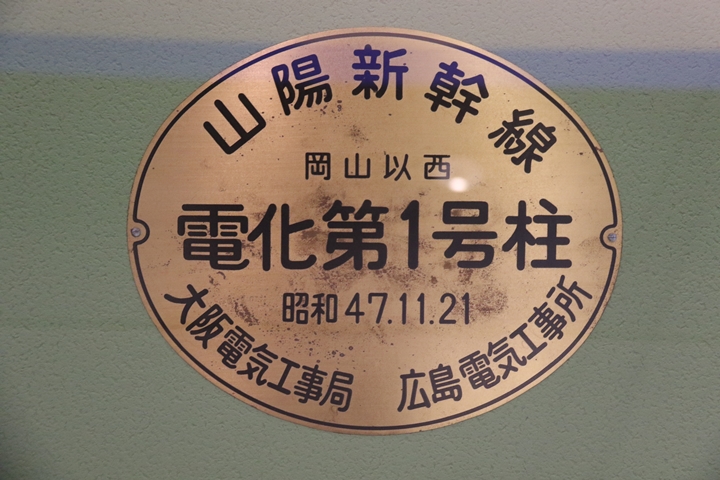 山陽新幹線
岡山以西
電化第1号柱
昭和47.11.21
大阪電気工事局 広島電気工事所